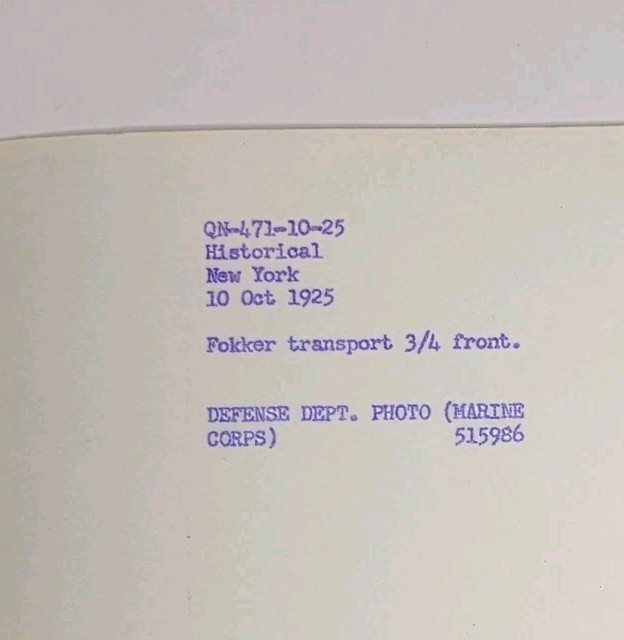 QN-471-10-25
Historical
New York
10 Oct 1925
Fokker transport 3/4 front.
DEFENSE DEPT. PHOTO (MARINE
CORPS) 515986